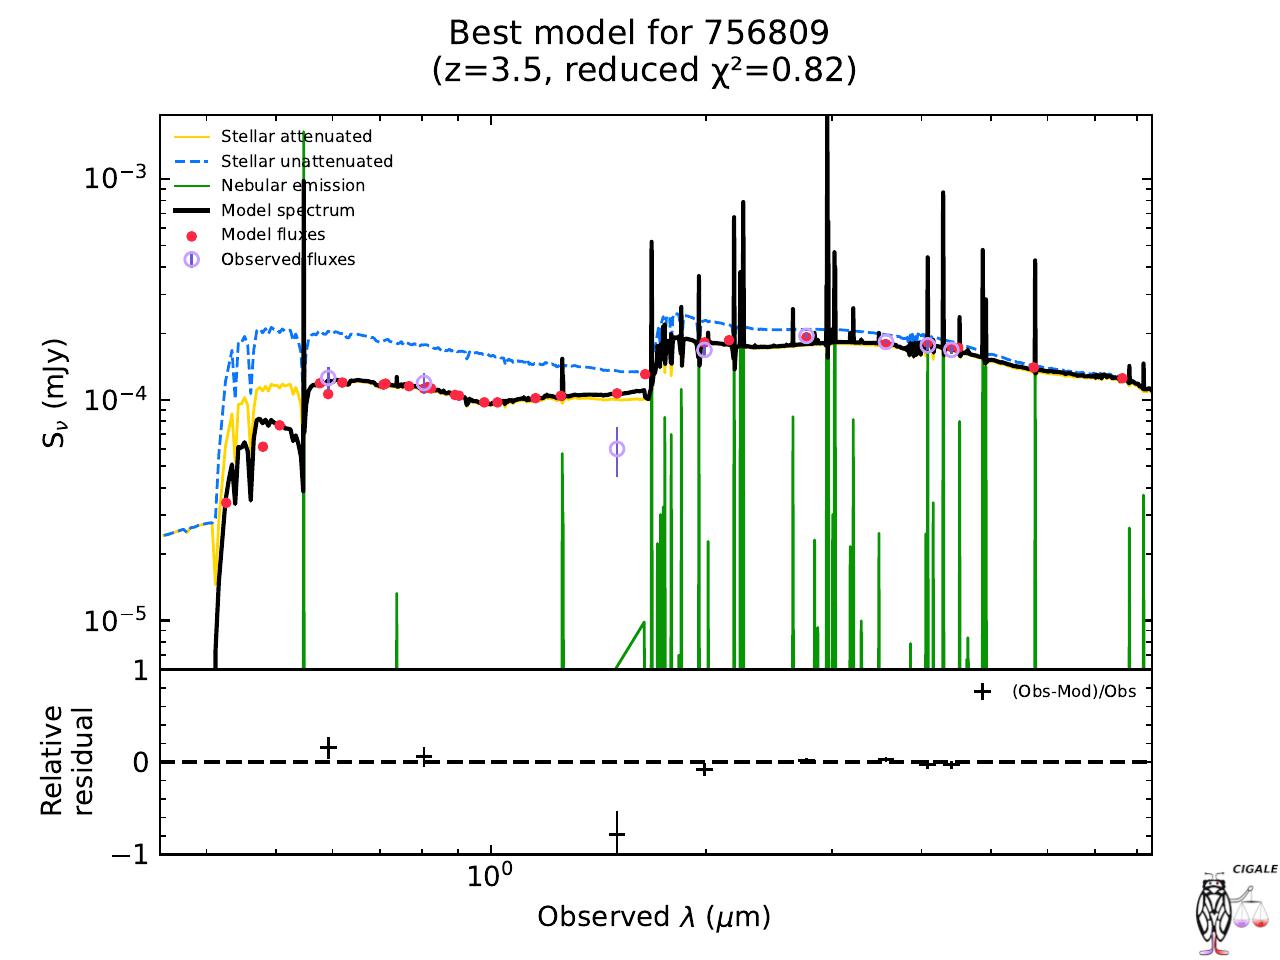 Best model for 756809
(z=3.5, reduced χ²=0.82)
Stellar attenuated
Stellar unattenuated
Nebular emission
Model spectrum
Model fluxes
Observed fluxes
10⁻³
10⁻⁴
10⁻⁵
Sν (mJy)
1
0
−1
Relative
residual
(Obs-Mod)/Obs
10⁰
Observed λ (μm)
CIGALE